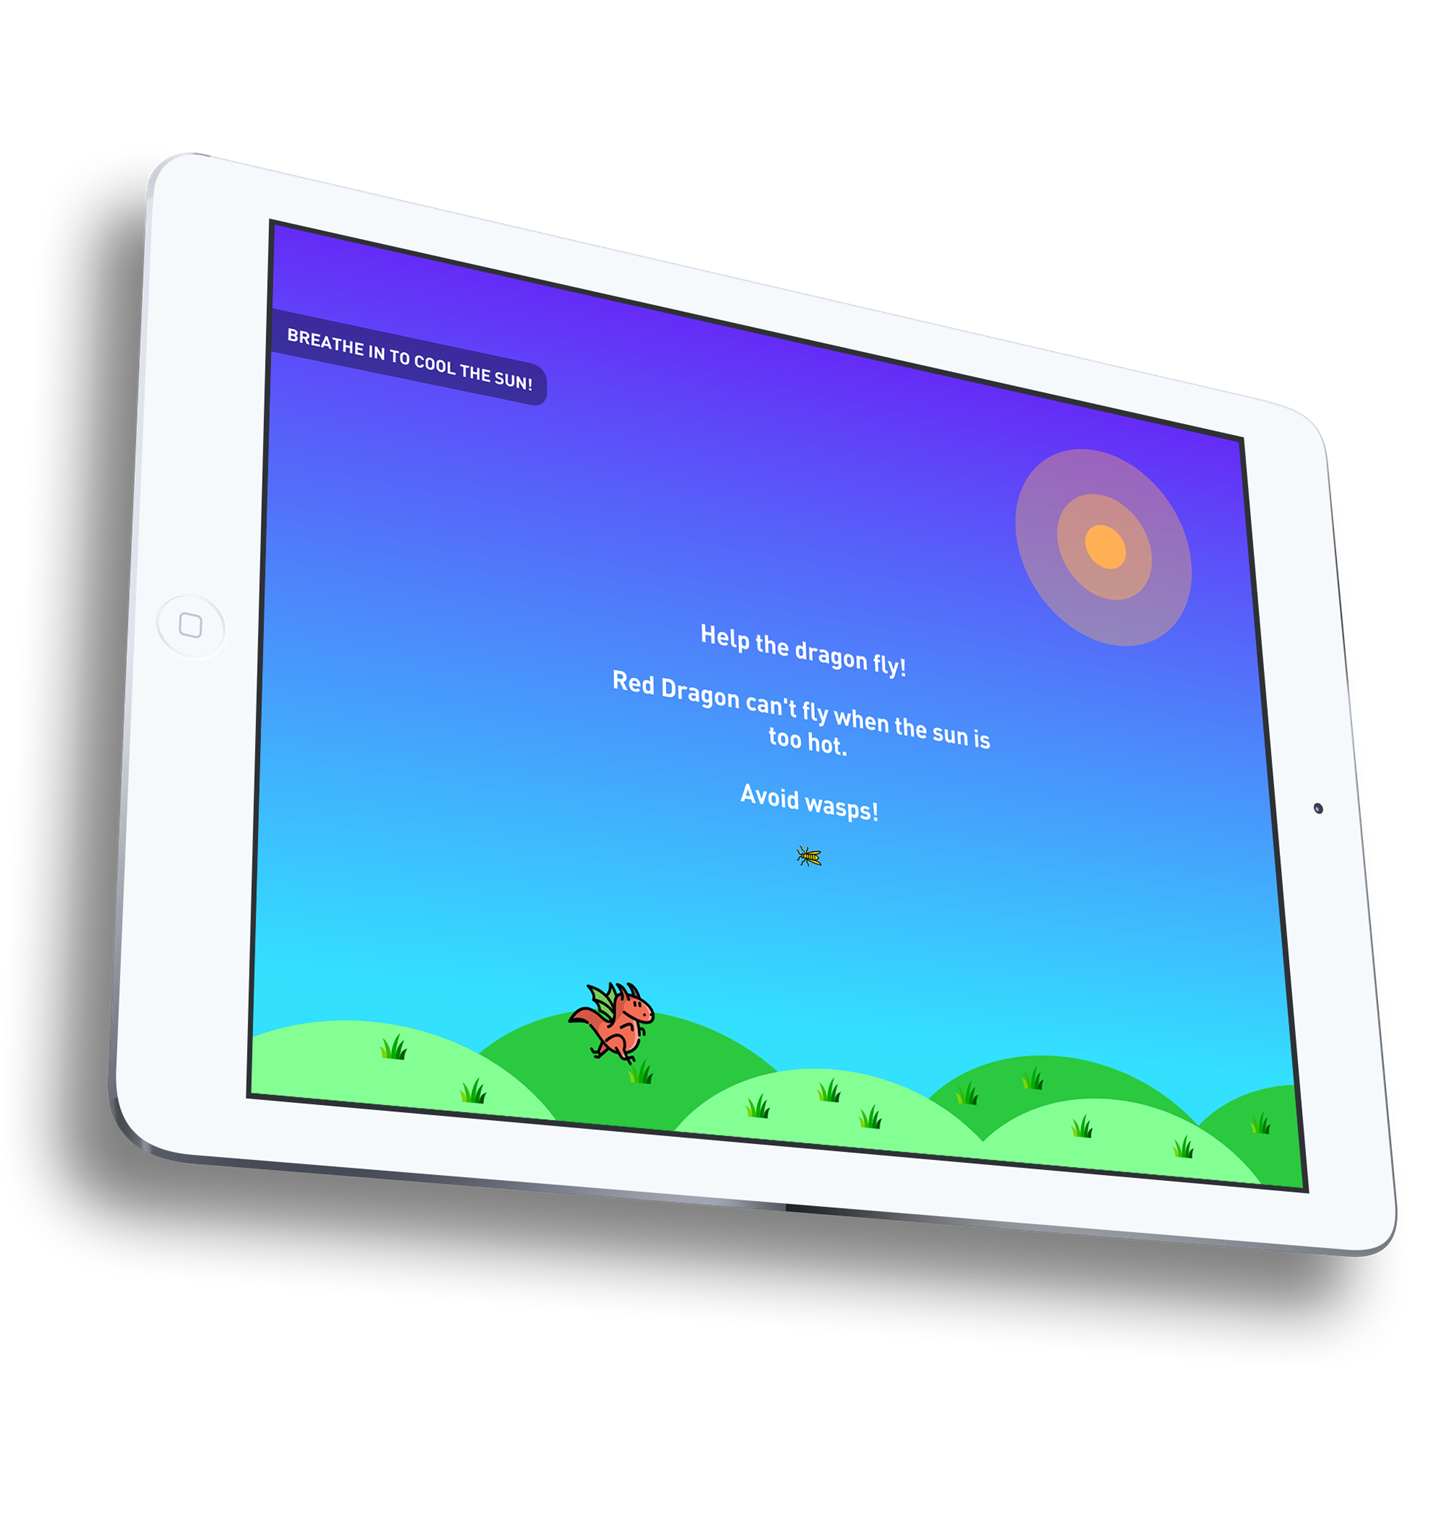 BREATHE IN TO COOL THE SUN!
Help the dragon fly!
Red Dragon can't fly when the sun is
too hot.
Avoid wasps!